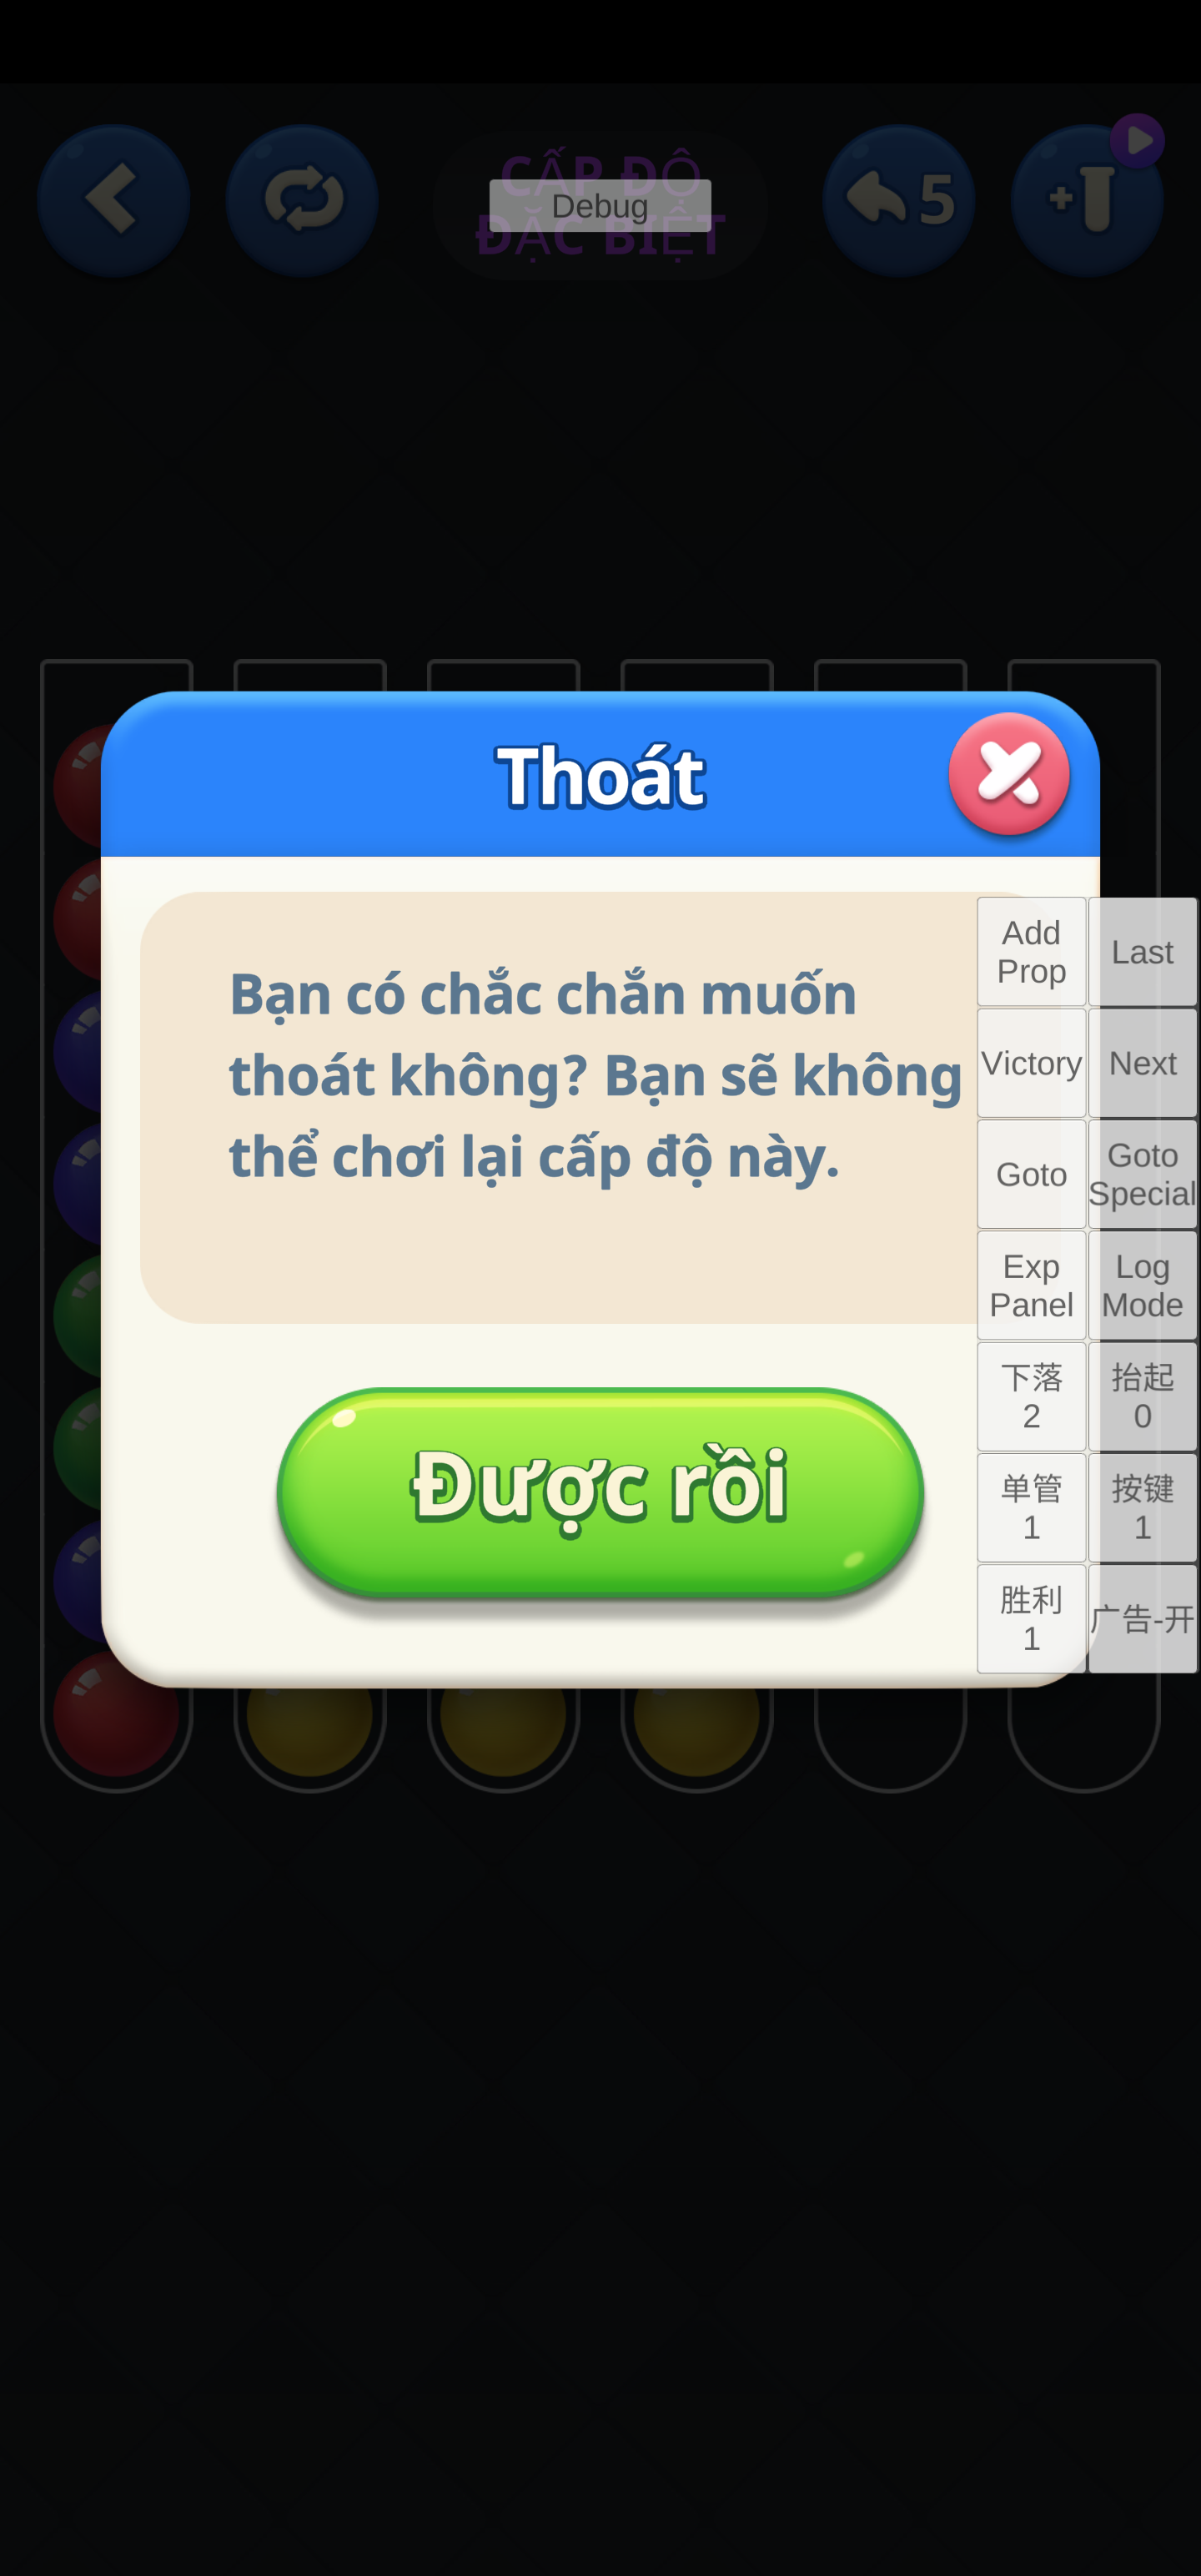 CẤP ĐỘ
Debug
ĐẶC BIỆT
5
+
Thoát
Bạn có chắc chắn muốn
thoát không? Bạn sẽ không
thể chơi lại cấp độ này.
Được rồi
Add
Prop
Last
Victory
Next
Goto
Goto
Special
Exp
Panel
Log
Mode
下落
2
抬起
0
单管
1
按键
1
胜利
1
广告-开